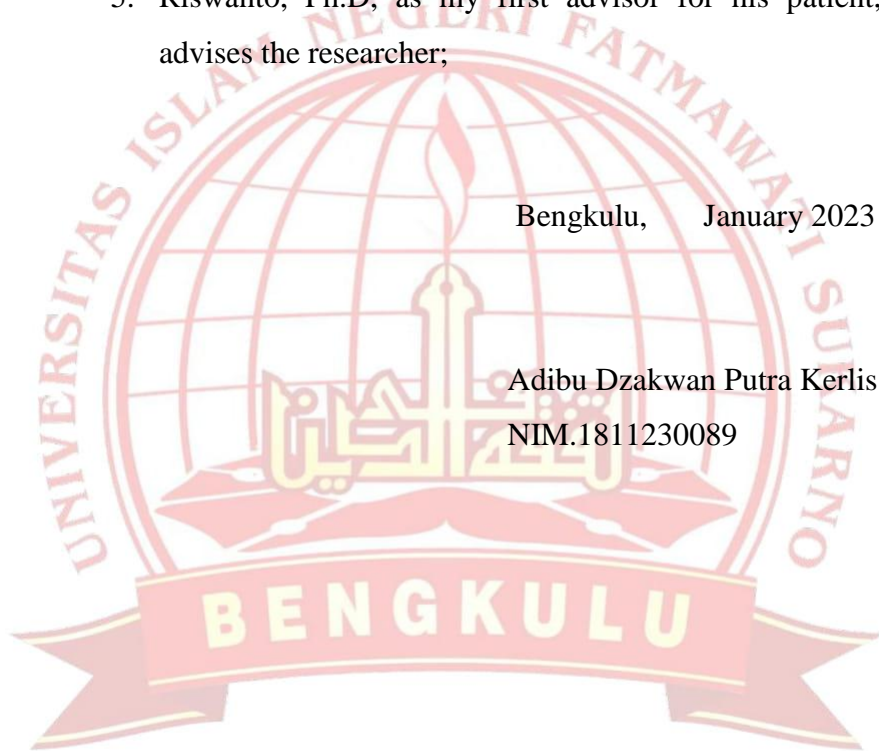 5. Riswanto, Ph.D, as my first advisor for his patient,
advises the researcher;
Bengkulu, January 2023
Adibu Dzakwan Putra Kerlis
NIM.1811230089
UNIVERSITAS ISLAM NEGERI FATMAWATI SUKARNO
BENGKULU